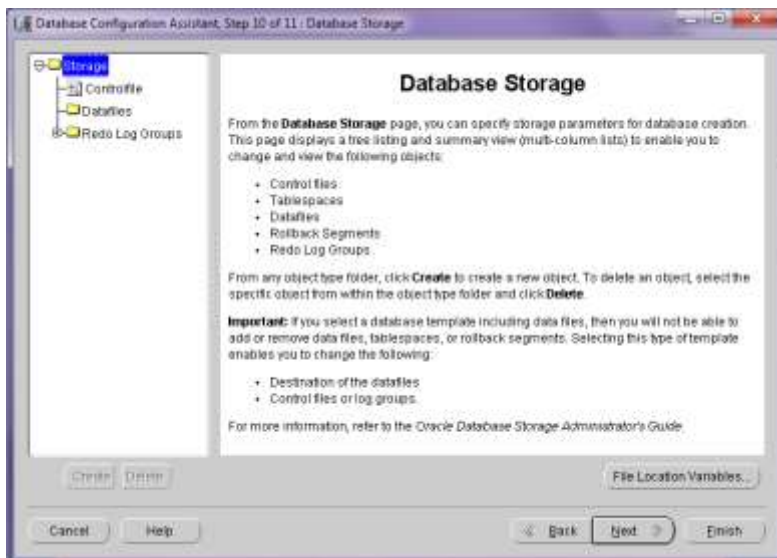 Database Configuration Assistant, Step 10 of 11 : Database Storage
Storage
Controlfile
Datafiles
Redo Log Groups
Database Storage
From the Database Storage page, you can specify storage parameters for database creation.
This page displays a tree listing and summary view (multi-column lists) to enable you to
change and view the following objects:
• Control files
• Tablespaces
• Datafiles
• Rollback Segments
• Redo Log Groups
From any object type folder, click Create to create a new object. To delete an object, select the
specific object from within the object type folder and click Delete.
Important: If you select a database template including data files, then you will not be able to
add or remove data files, tablespaces, or rollback segments. Selecting this type of template
enables you to change the following:
• Destination of the datafiles
• Control files or log groups.
For more information, refer to the Oracle Database Storage Administrator's Guide
Create Delete
File Location Variables...
Cancel Help Back Next Finish